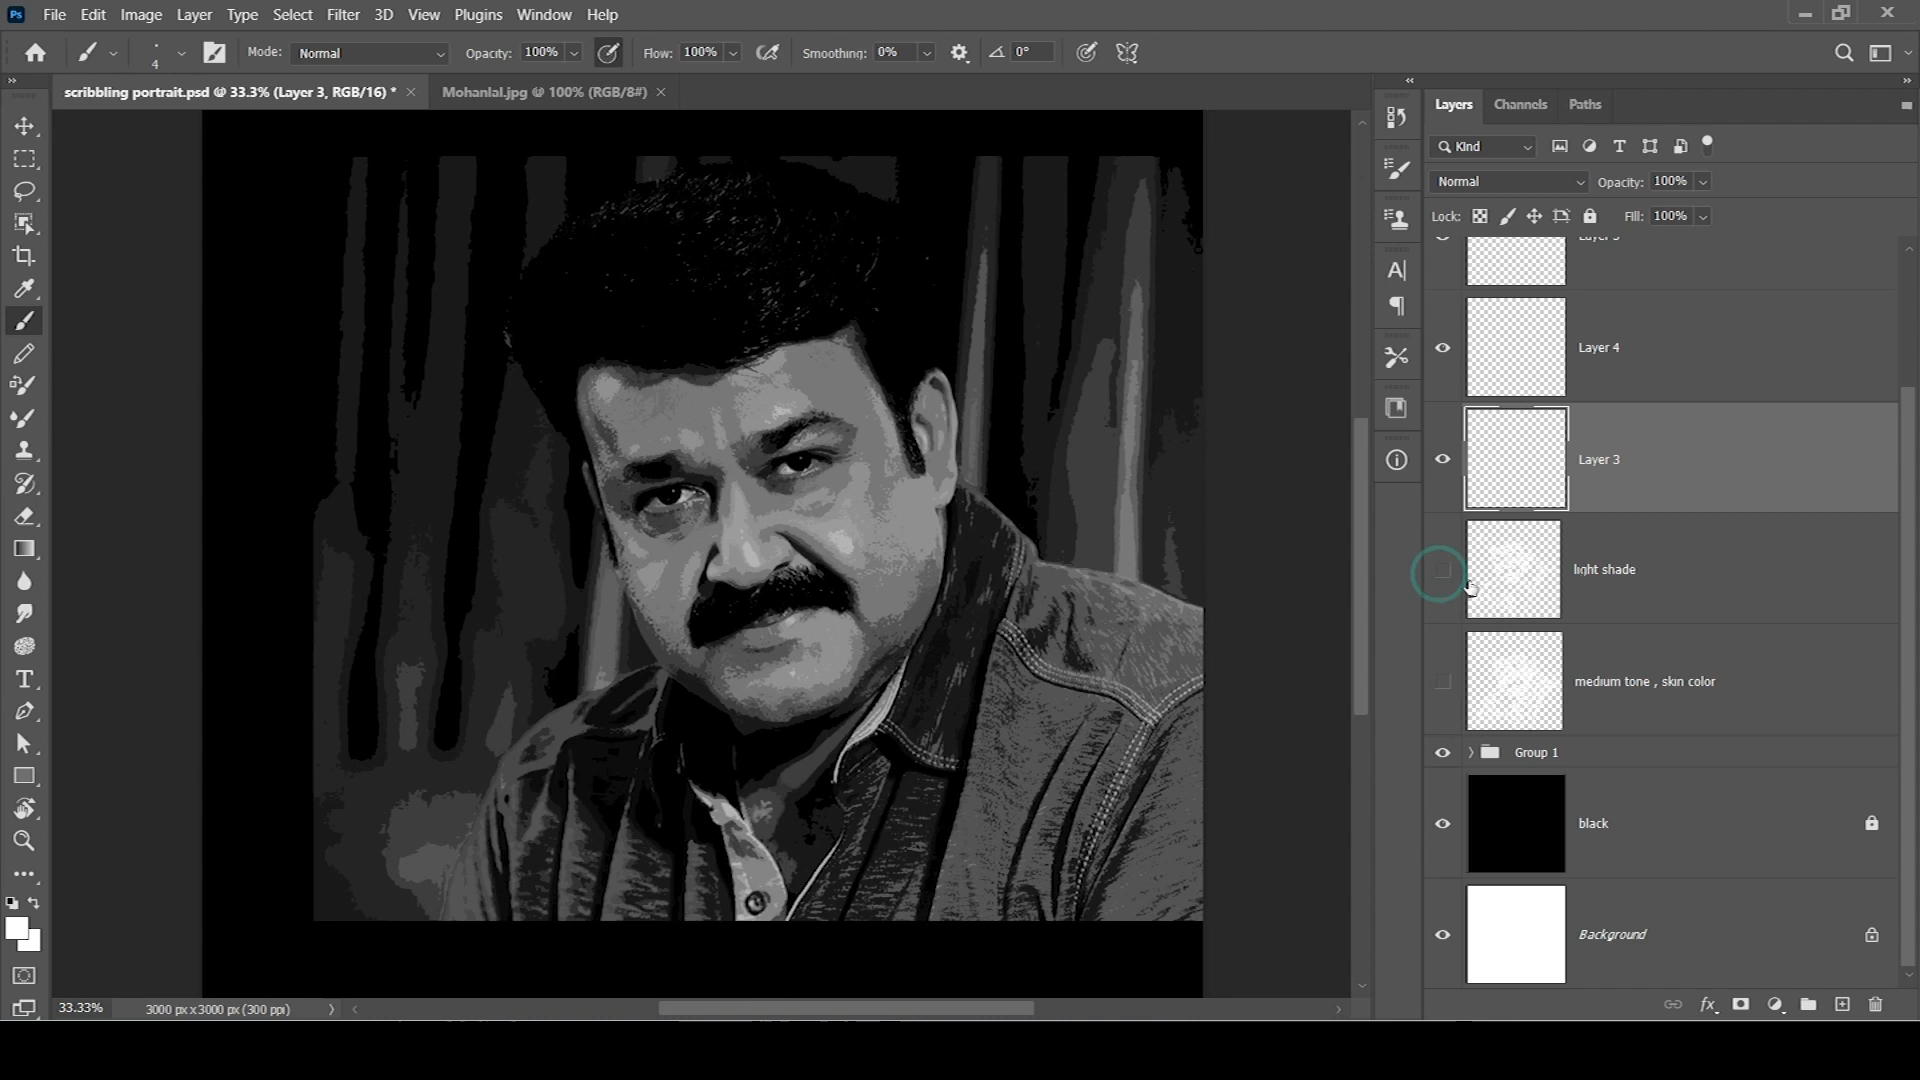 Ps File Edit Image Layer Type Select Filter 3D View Plugins Window Help
4 Mode: Normal Opacity: 100% Flow: 100% Smoothing: 0% 0°
scribbling portrait.psd @ 33.3% (Layer 3, RGB/16) * × Mohanlal.jpg @ 100% (RGB/8#) ×
Layers Channels Paths
Kind
Normal Opacity: 100%
Lock: Fill: 100%
Layer 4
Layer 3
light shade
medium tone , skin color
Group 1
black
Background
33.33% 3000 px x 3000 px (300 ppi)